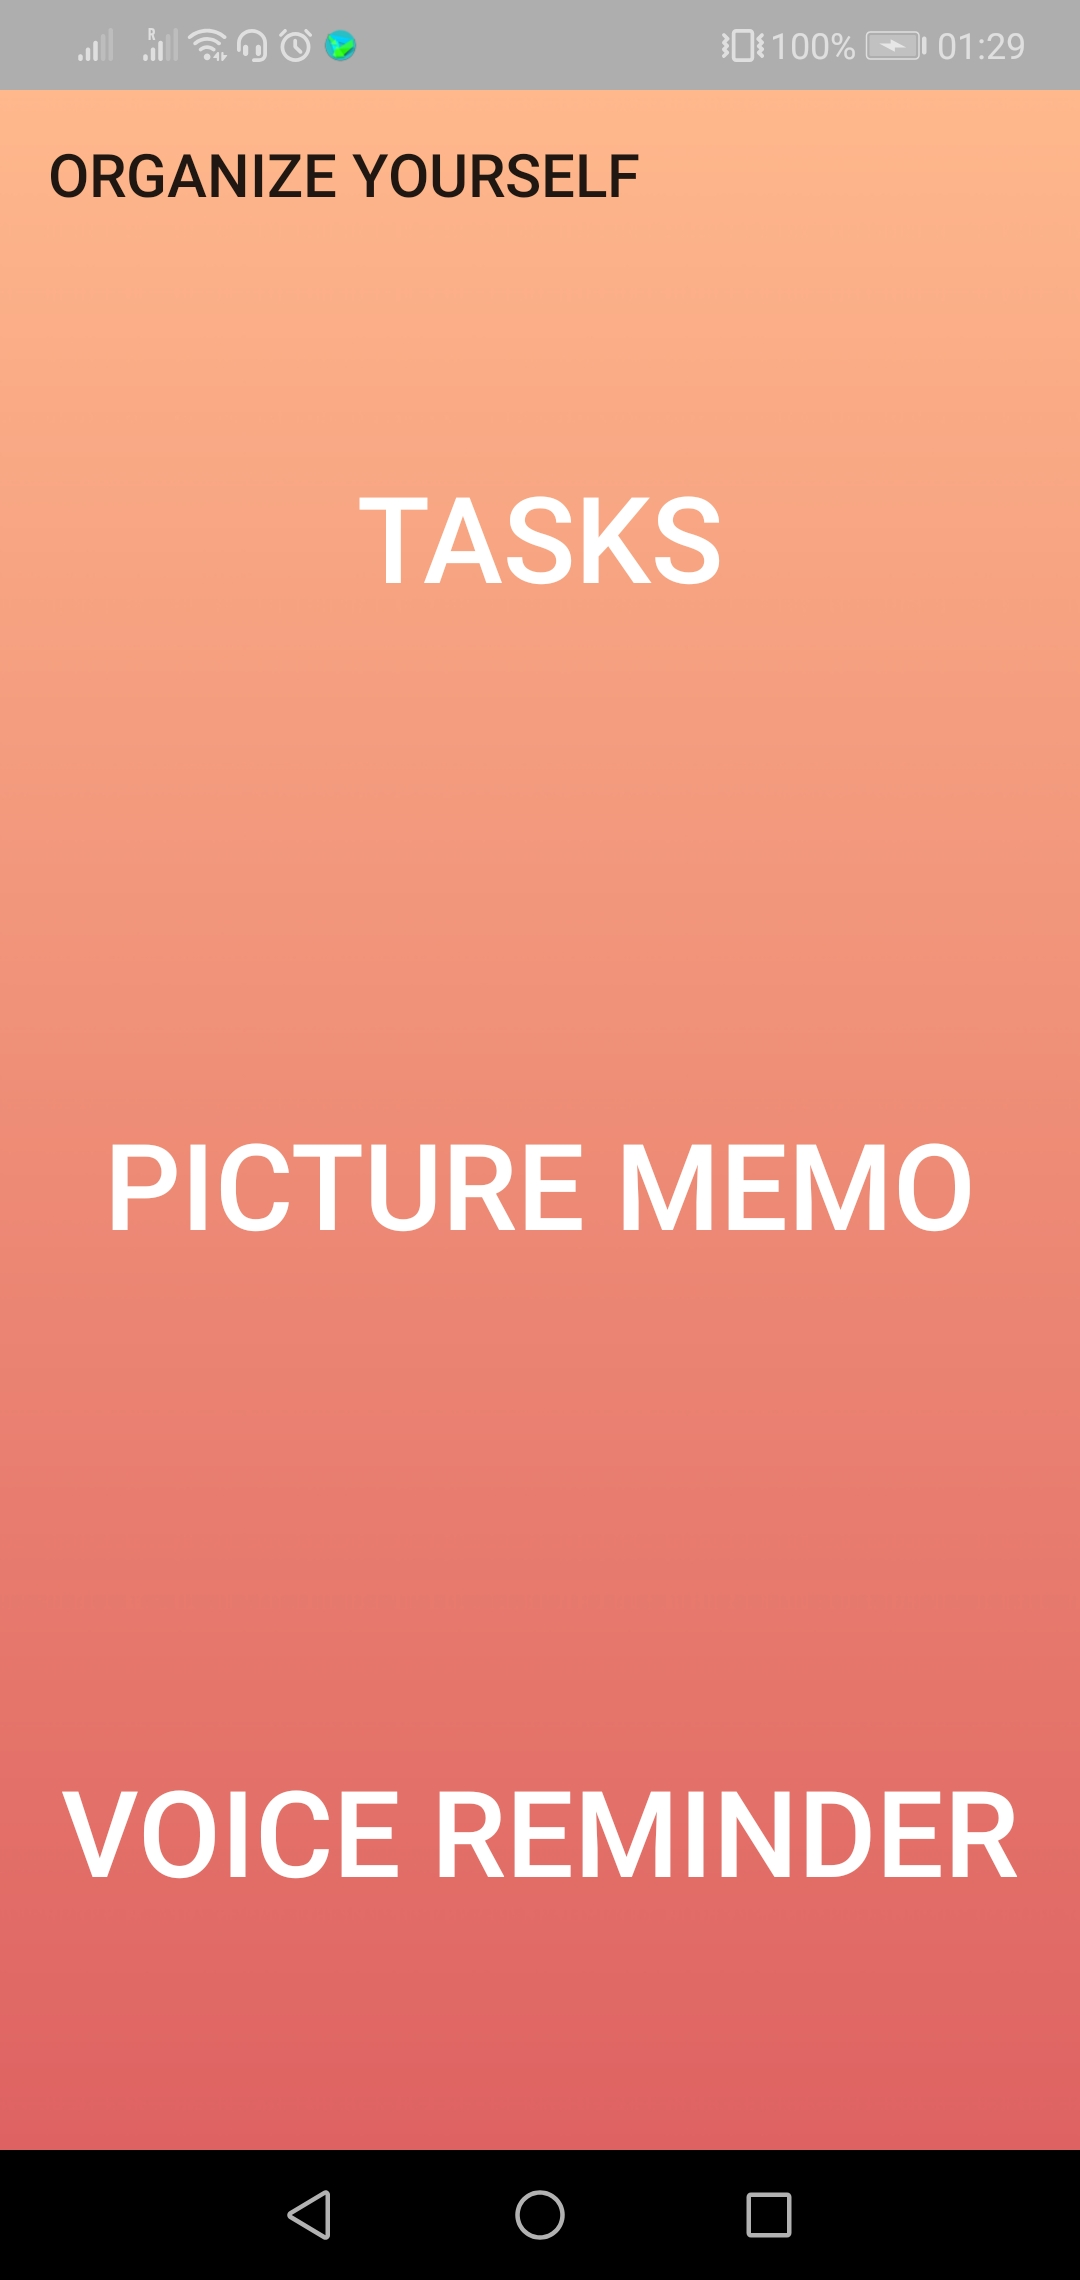 R 100% 01:29
ORGANIZE YOURSELF
TASKS
PICTURE MEMO
VOICE REMINDER